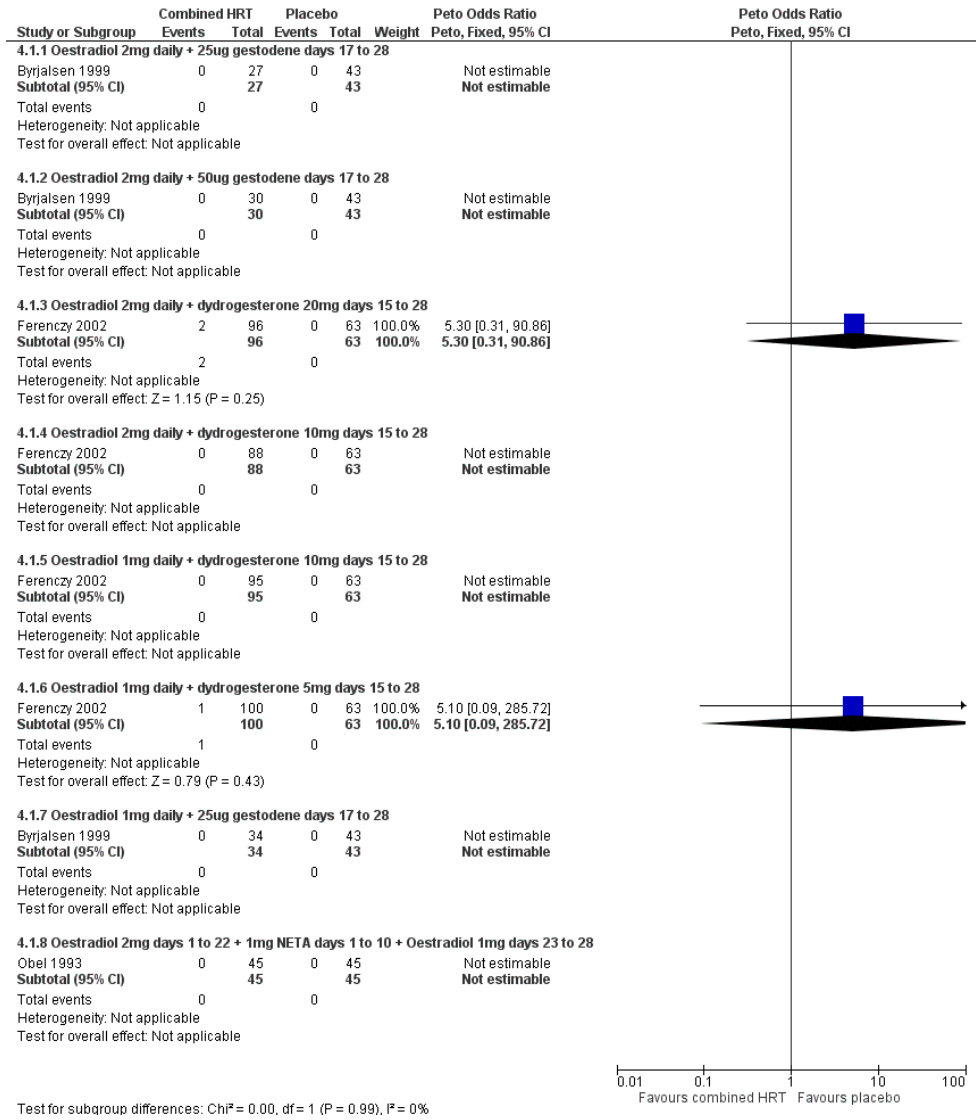 Combined HRT Placebo Peto Odds Ratio Peto Odds Ratio
Study or Subgroup Events Total Events Total Weight Peto, Fixed, 95% CI Peto, Fixed, 95% CI
4.1.1 Oestradiol 2mg daily + 25ug gestodene days 17 to 28
Byrjalsen 1999 0 27 0 43 Not estimable
Subtotal (95% CI) 27 43 Not estimable
Total events 0 0
Heterogeneity: Not applicable
Test for overall effect: Not applicable
4.1.2 Oestradiol 2mg daily + 50ug gestodene days 17 to 28
Byrjalsen 1999 0 30 0 43 Not estimable
Subtotal (95% CI) 30 43 Not estimable
Total events 0 0
Heterogeneity: Not applicable
Test for overall effect: Not applicable
4.1.3 Oestradiol 2mg daily + dydrogesterone 20mg days 15 to 28
Ferenczy 2002 2 96 0 63 100.0% 5.30 [0.31, 90.86]
Subtotal (95% CI) 96 63 100.0% 5.30 [0.31, 90.86]
Total events 2 0
Heterogeneity: Not applicable
Test for overall effect: Z = 1.15 (P = 0.25)
4.1.4 Oestradiol 2mg daily + dydrogesterone 10mg days 15 to 28
Ferenczy 2002 0 88 0 63 Not estimable
Subtotal (95% CI) 88 63 Not estimable
Total events 0 0
Heterogeneity: Not applicable
Test for overall effect: Not applicable
4.1.5 Oestradiol 1mg daily + dydrogesterone 10mg days 15 to 28
Ferenczy 2002 0 95 0 63 Not estimable
Subtotal (95% CI) 95 63 Not estimable
Total events 0 0
Heterogeneity: Not applicable
Test for overall effect: Not applicable
4.1.6 Oestradiol 1mg daily + dydrogesterone 5mg days 15 to 28
Ferenczy 2002 1 100 0 63 100.0% 5.10 [0.09, 285.72]
Subtotal (95% CI) 100 63 100.0% 5.10 [0.09, 285.72]
Total events 1 0
Heterogeneity: Not applicable
Test for overall effect: Z = 0.79 (P = 0.43)
4.1.7 Oestradiol 1mg daily + 25ug gestodene days 17 to 28
Byrjalsen 1999 0 34 0 43 Not estimable
Subtotal (95% CI) 34 43 Not estimable
Total events 0 0
Heterogeneity: Not applicable
Test for overall effect: Not applicable
4.1.8 Oestradiol 2mg days 1 to 22 + 1mg NETA days 1 to 10 + Oestradiol 1mg days 23 to 28
Obel 1993 0 45 0 45 Not estimable
Subtotal (95% CI) 45 45 Not estimable
Total events 0 0
Heterogeneity: Not applicable
Test for overall effect: Not applicable
0.01 0.1 1 10 100
Favours combined HRT Favours placebo
Test for subgroup differences: Chi² = 0.00, df = 1 (P = 0.99), I² = 0%